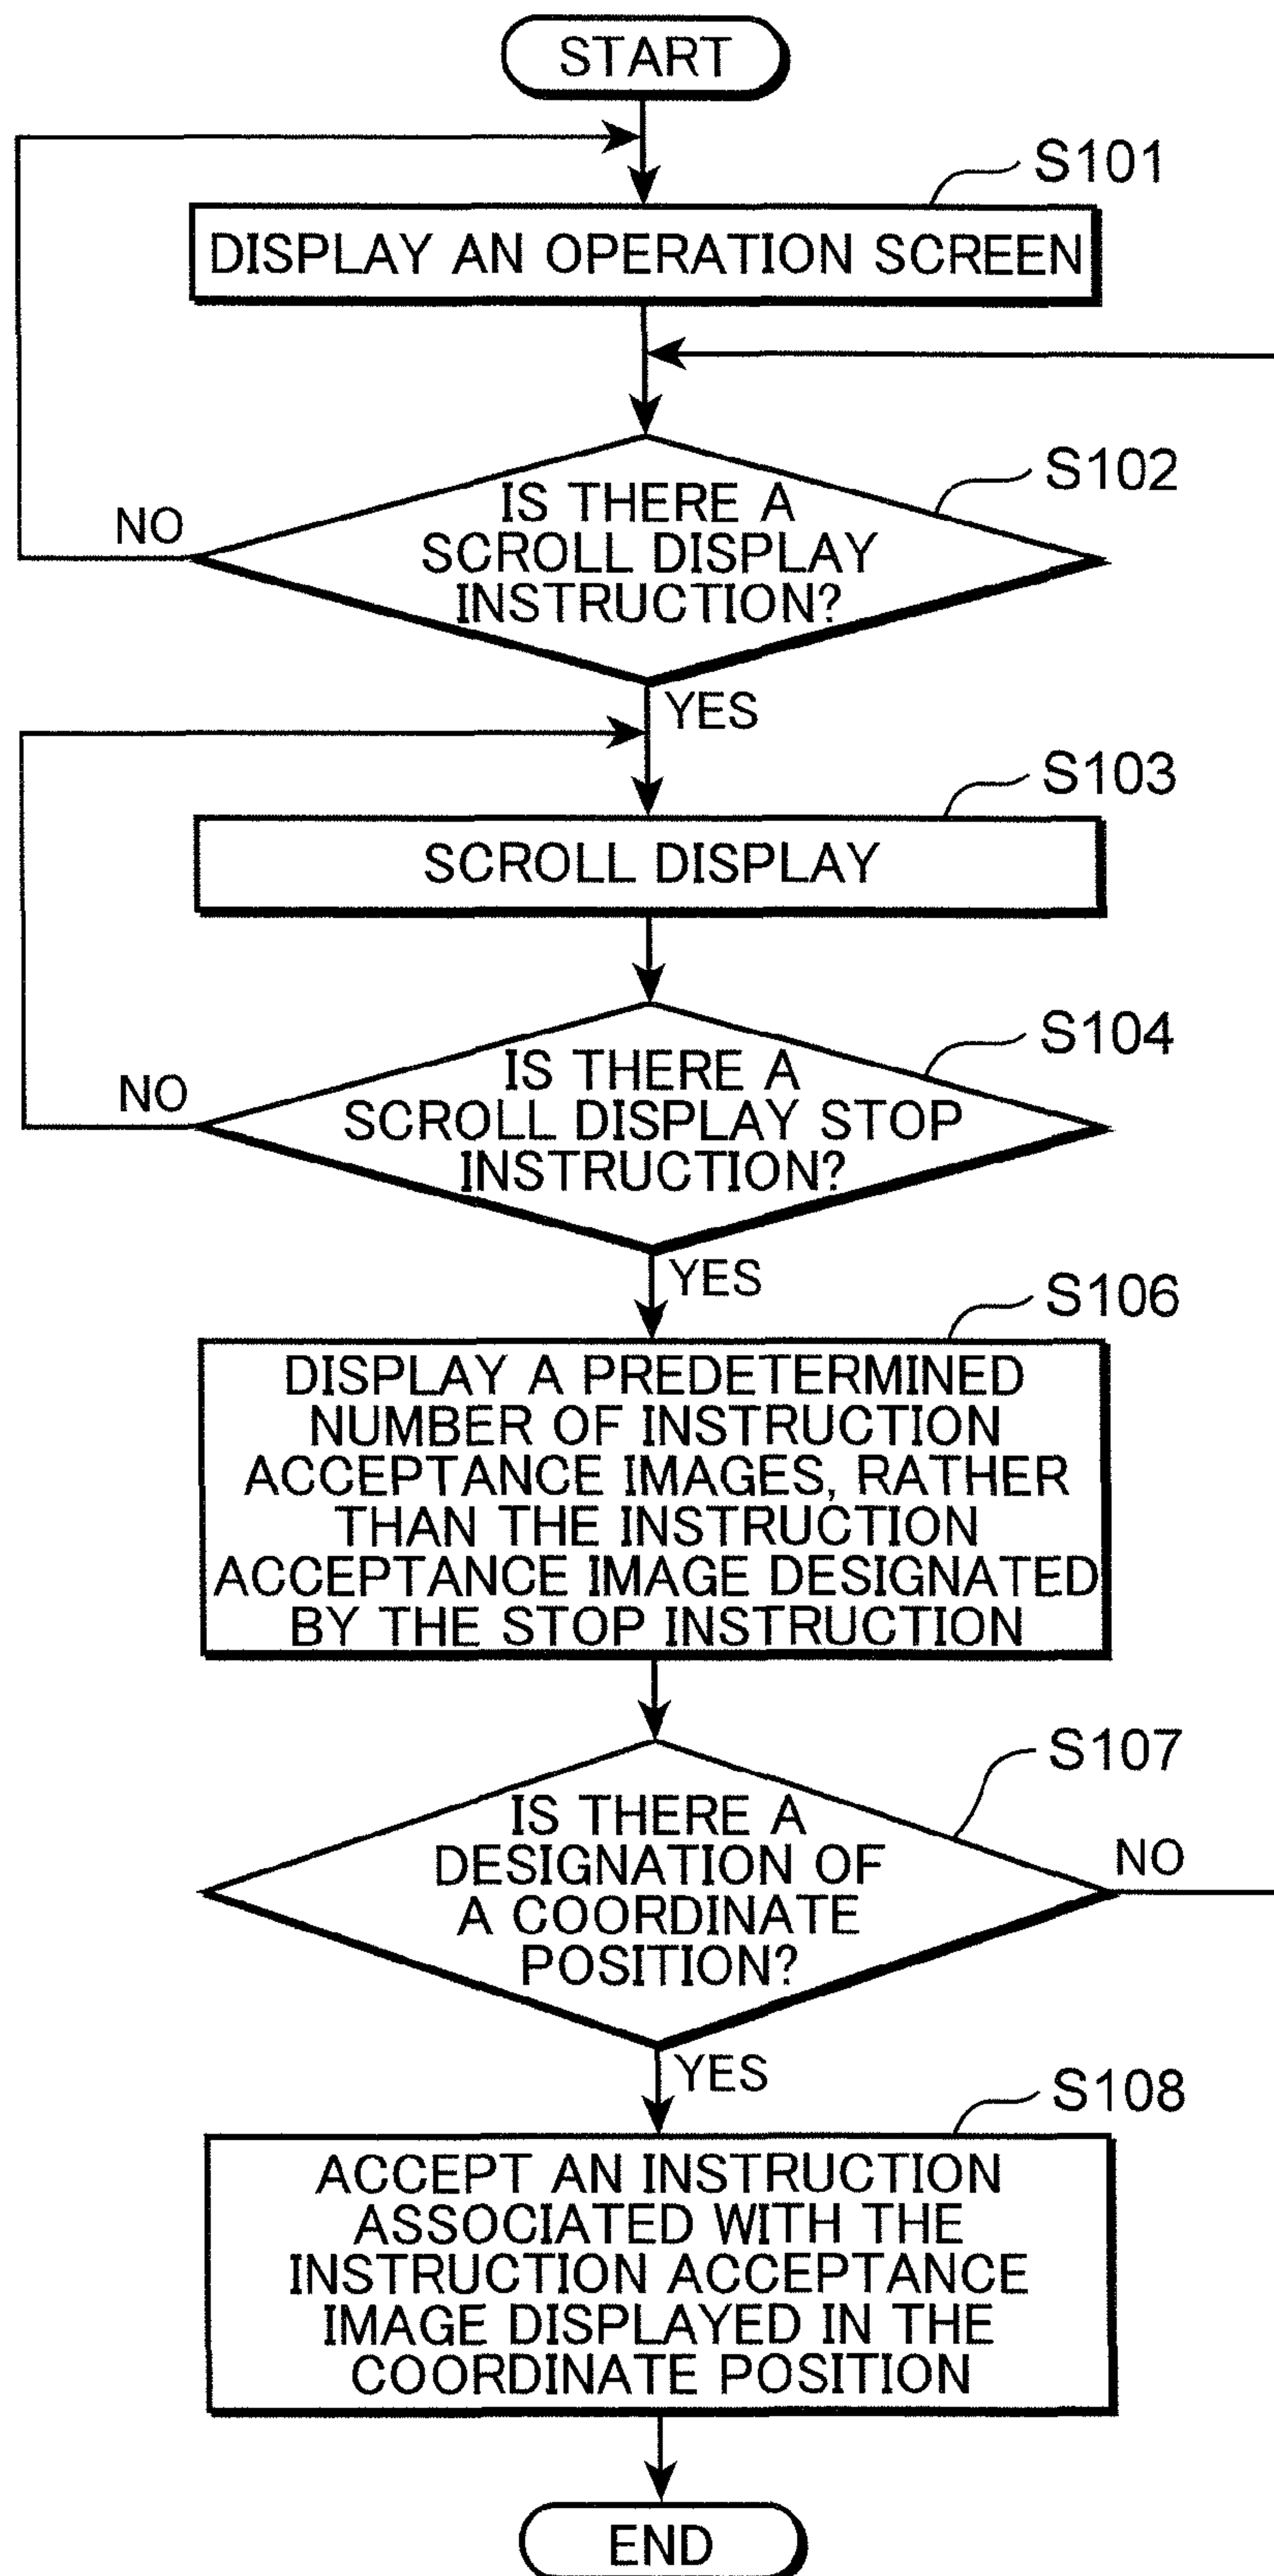 START
S101
DISPLAY AN OPERATION SCREEN
S102
IS THERE A
SCROLL DISPLAY
INSTRUCTION?
NO
YES
S103
SCROLL DISPLAY
S104
IS THERE A
SCROLL DISPLAY STOP
INSTRUCTION?
NO
YES
S106
DISPLAY A PREDETERMINED
NUMBER OF INSTRUCTION
ACCEPTANCE IMAGES, RATHER
THAN THE INSTRUCTION
ACCEPTANCE IMAGE DESIGNATED
BY THE STOP INSTRUCTION
S107
IS THERE A
DESIGNATION OF
A COORDINATE
POSITION?
NO
YES
S108
ACCEPT AN INSTRUCTION
ASSOCIATED WITH THE
INSTRUCTION ACCEPTANCE
IMAGE DISPLAYED IN THE
COORDINATE POSITION
END